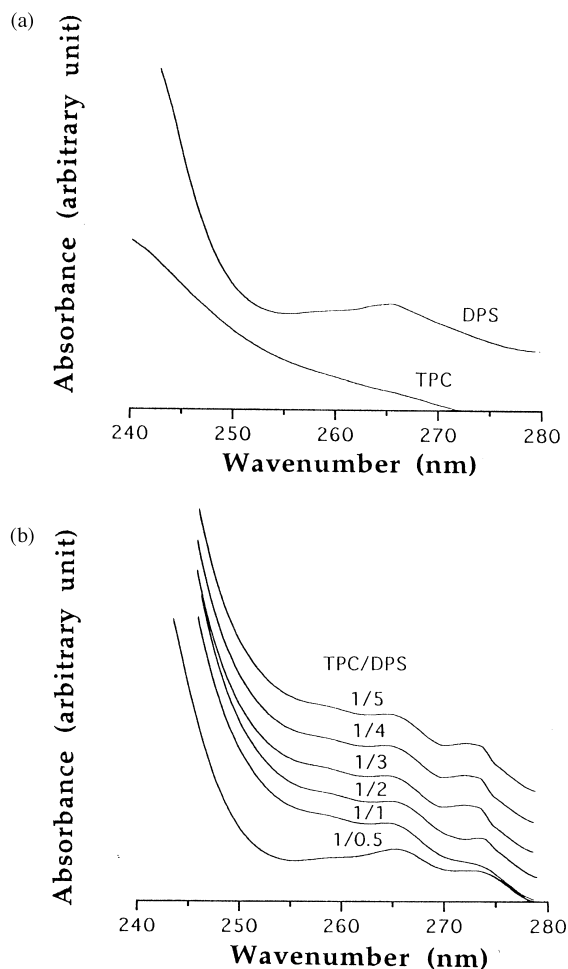 (a)
Absorbance (arbitrary unit)
DPS
TPC
240 250 260 270 280
Wavenumber (nm)
(b)
Absorbance (arbitrary unit)
TPC/DPS
1/5
1/4
1/3
1/2
1/1
1/0.5
240 250 260 270 280
Wavenumber (nm)